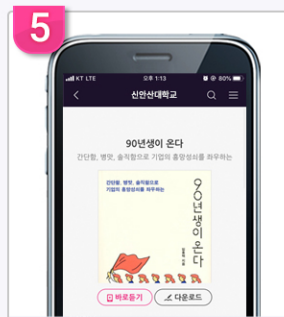 5
KT LTE 오후 1:13 80%
신안산대학교
90년생이 온다
간단함, 병맛, 솔직함으로 기업의 흥망성쇠를 좌우하는
간단함, 병맛, 솔직함으로
기업의 흥망성쇠를 좌우하는
90년생이 온다
바로듣기 다운로드